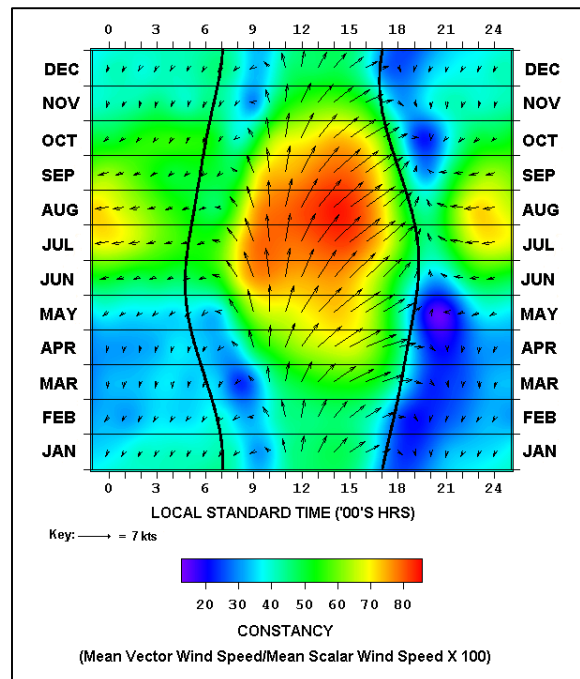 0 3 6 9 12 15 18 21 24
DEC DEC
NOV NOV
OCT OCT
SEP SEP
AUG AUG
JUL JUL
JUN JUN
MAY MAY
APR APR
MAR MAR
FEB FEB
JAN JAN
0 3 6 9 12 15 18 21 24
LOCAL STANDARD TIME ('00'S HRS)
Key: = 7 kts
20 30 40 50 60 70 80
CONSTANCY
(Mean Vector Wind Speed/Mean Scalar Wind Speed X 100)